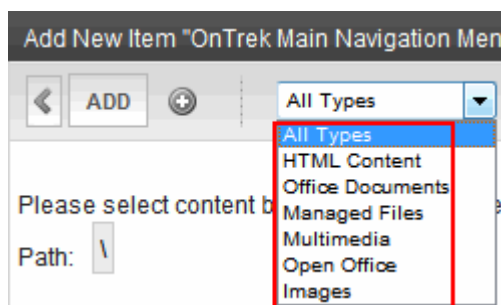 Add New Item "OnTrek Main Navigation Men
ADD
All Types
All Types
HTML Content
Office Documents
Please select content b
Managed Files
Multimedia
Path: \
Open Office
Images